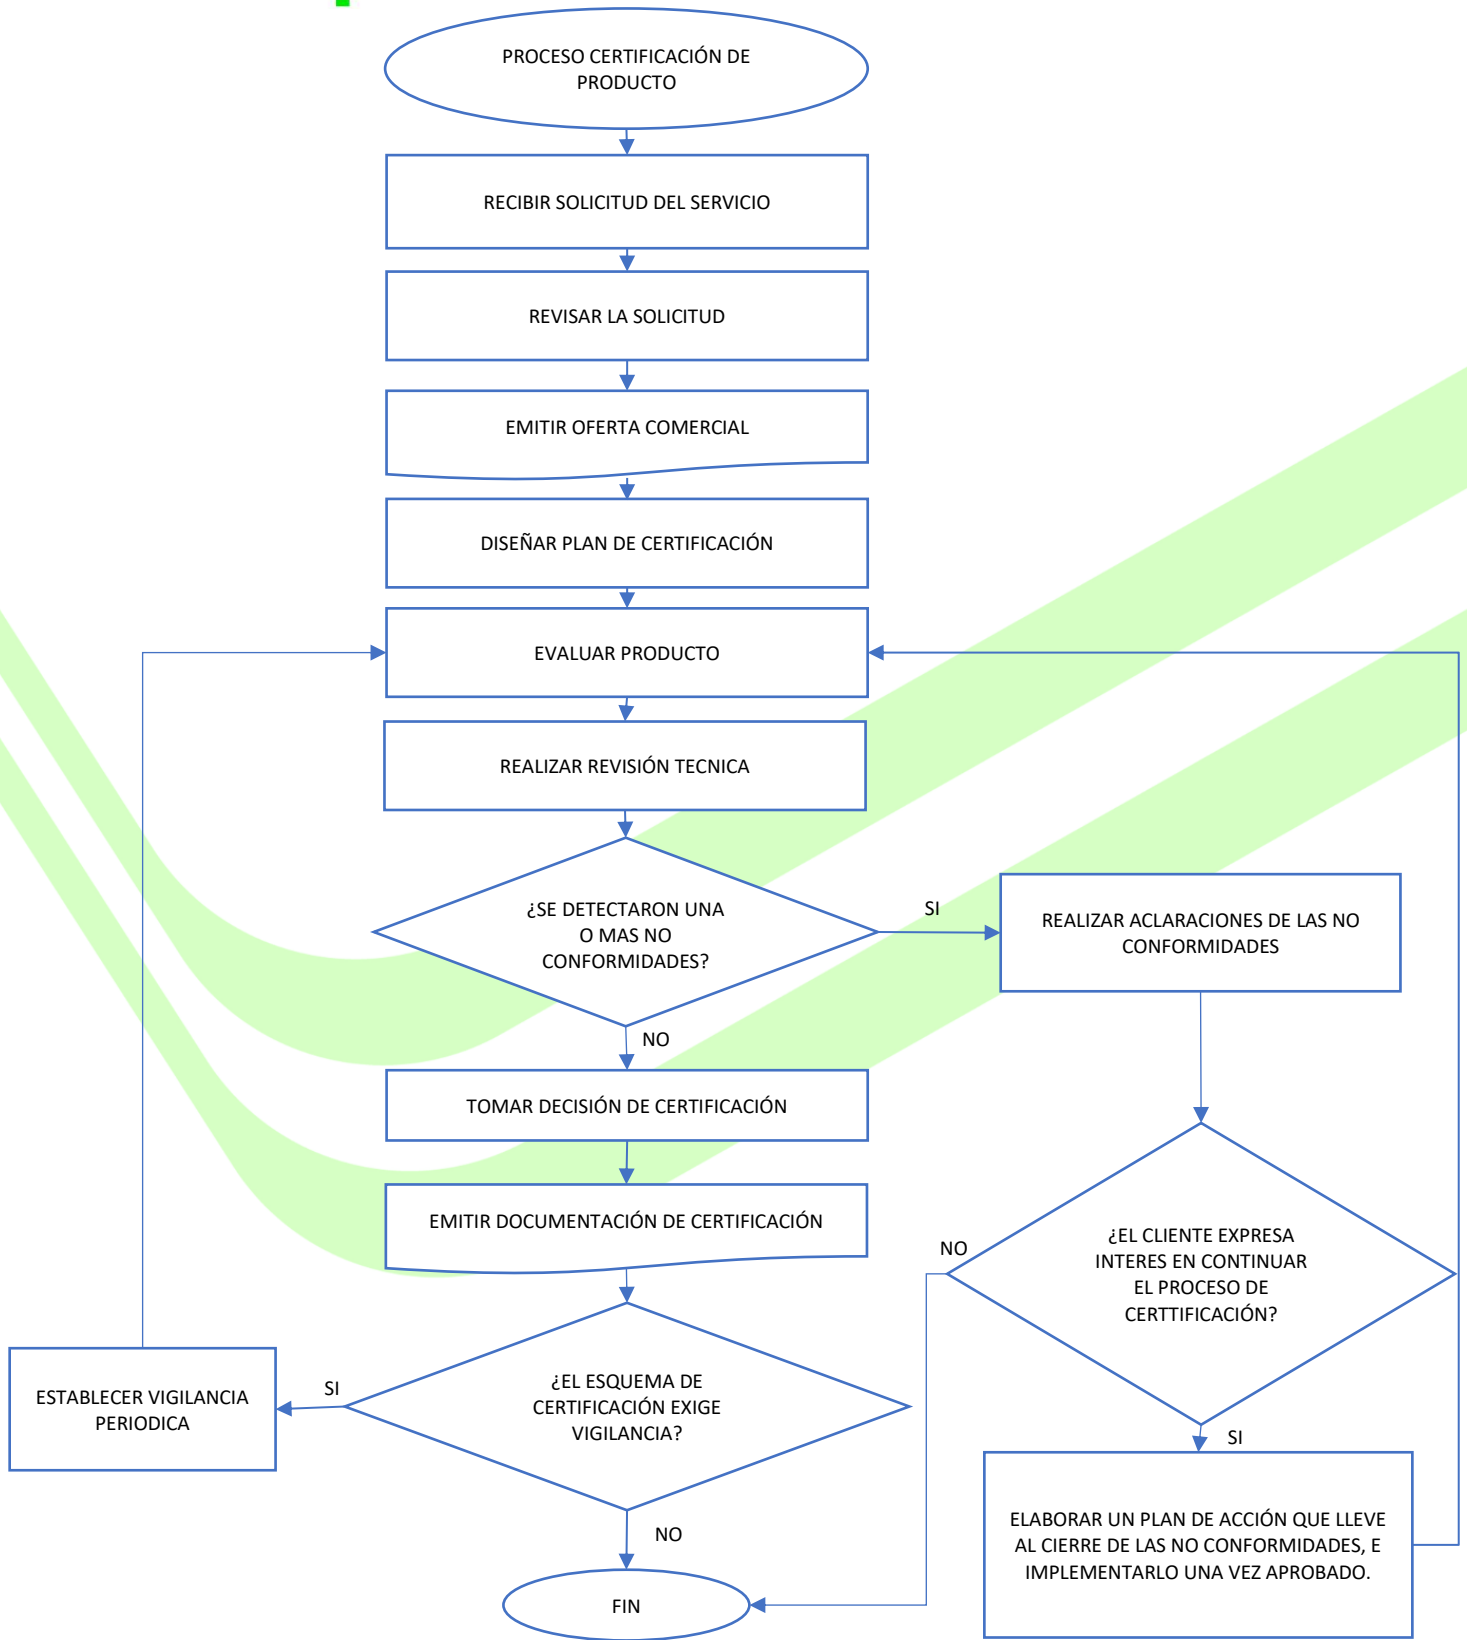 PROCESO CERTIFICACIÓN DE
PRODUCTO
RECIBIR SOLICITUD DEL SERVICIO
REVISAR LA SOLICITUD
EMITIR OFERTA COMERCIAL
DISEÑAR PLAN DE CERTIFICACIÓN
EVALUAR PRODUCTO
REALIZAR REVISIÓN TECNICA
¿SE DETECTARON UNA
O MAS NO
CONFORMIDADES?
SI
REALIZAR ACLARACIONES DE LAS NO
CONFORMIDADES
NO
TOMAR DECISIÓN DE CERTIFICACIÓN
EMITIR DOCUMENTACIÓN DE CERTIFICACIÓN
NO
¿EL CLIENTE EXPRESA
INTERES EN CONTINUAR
EL PROCESO DE
CERTTIFICACIÓN?
ESTABLECER VIGILANCIA
PERIODICA
SI
¿EL ESQUEMA DE
CERTIFICACIÓN EXIGE
VIGILANCIA?
SI
ELABORAR UN PLAN DE ACCIÓN QUE LLEVE
AL CIERRE DE LAS NO CONFORMIDADES, E
IMPLEMENTARLO UNA VEZ APROBADO.
NO
FIN